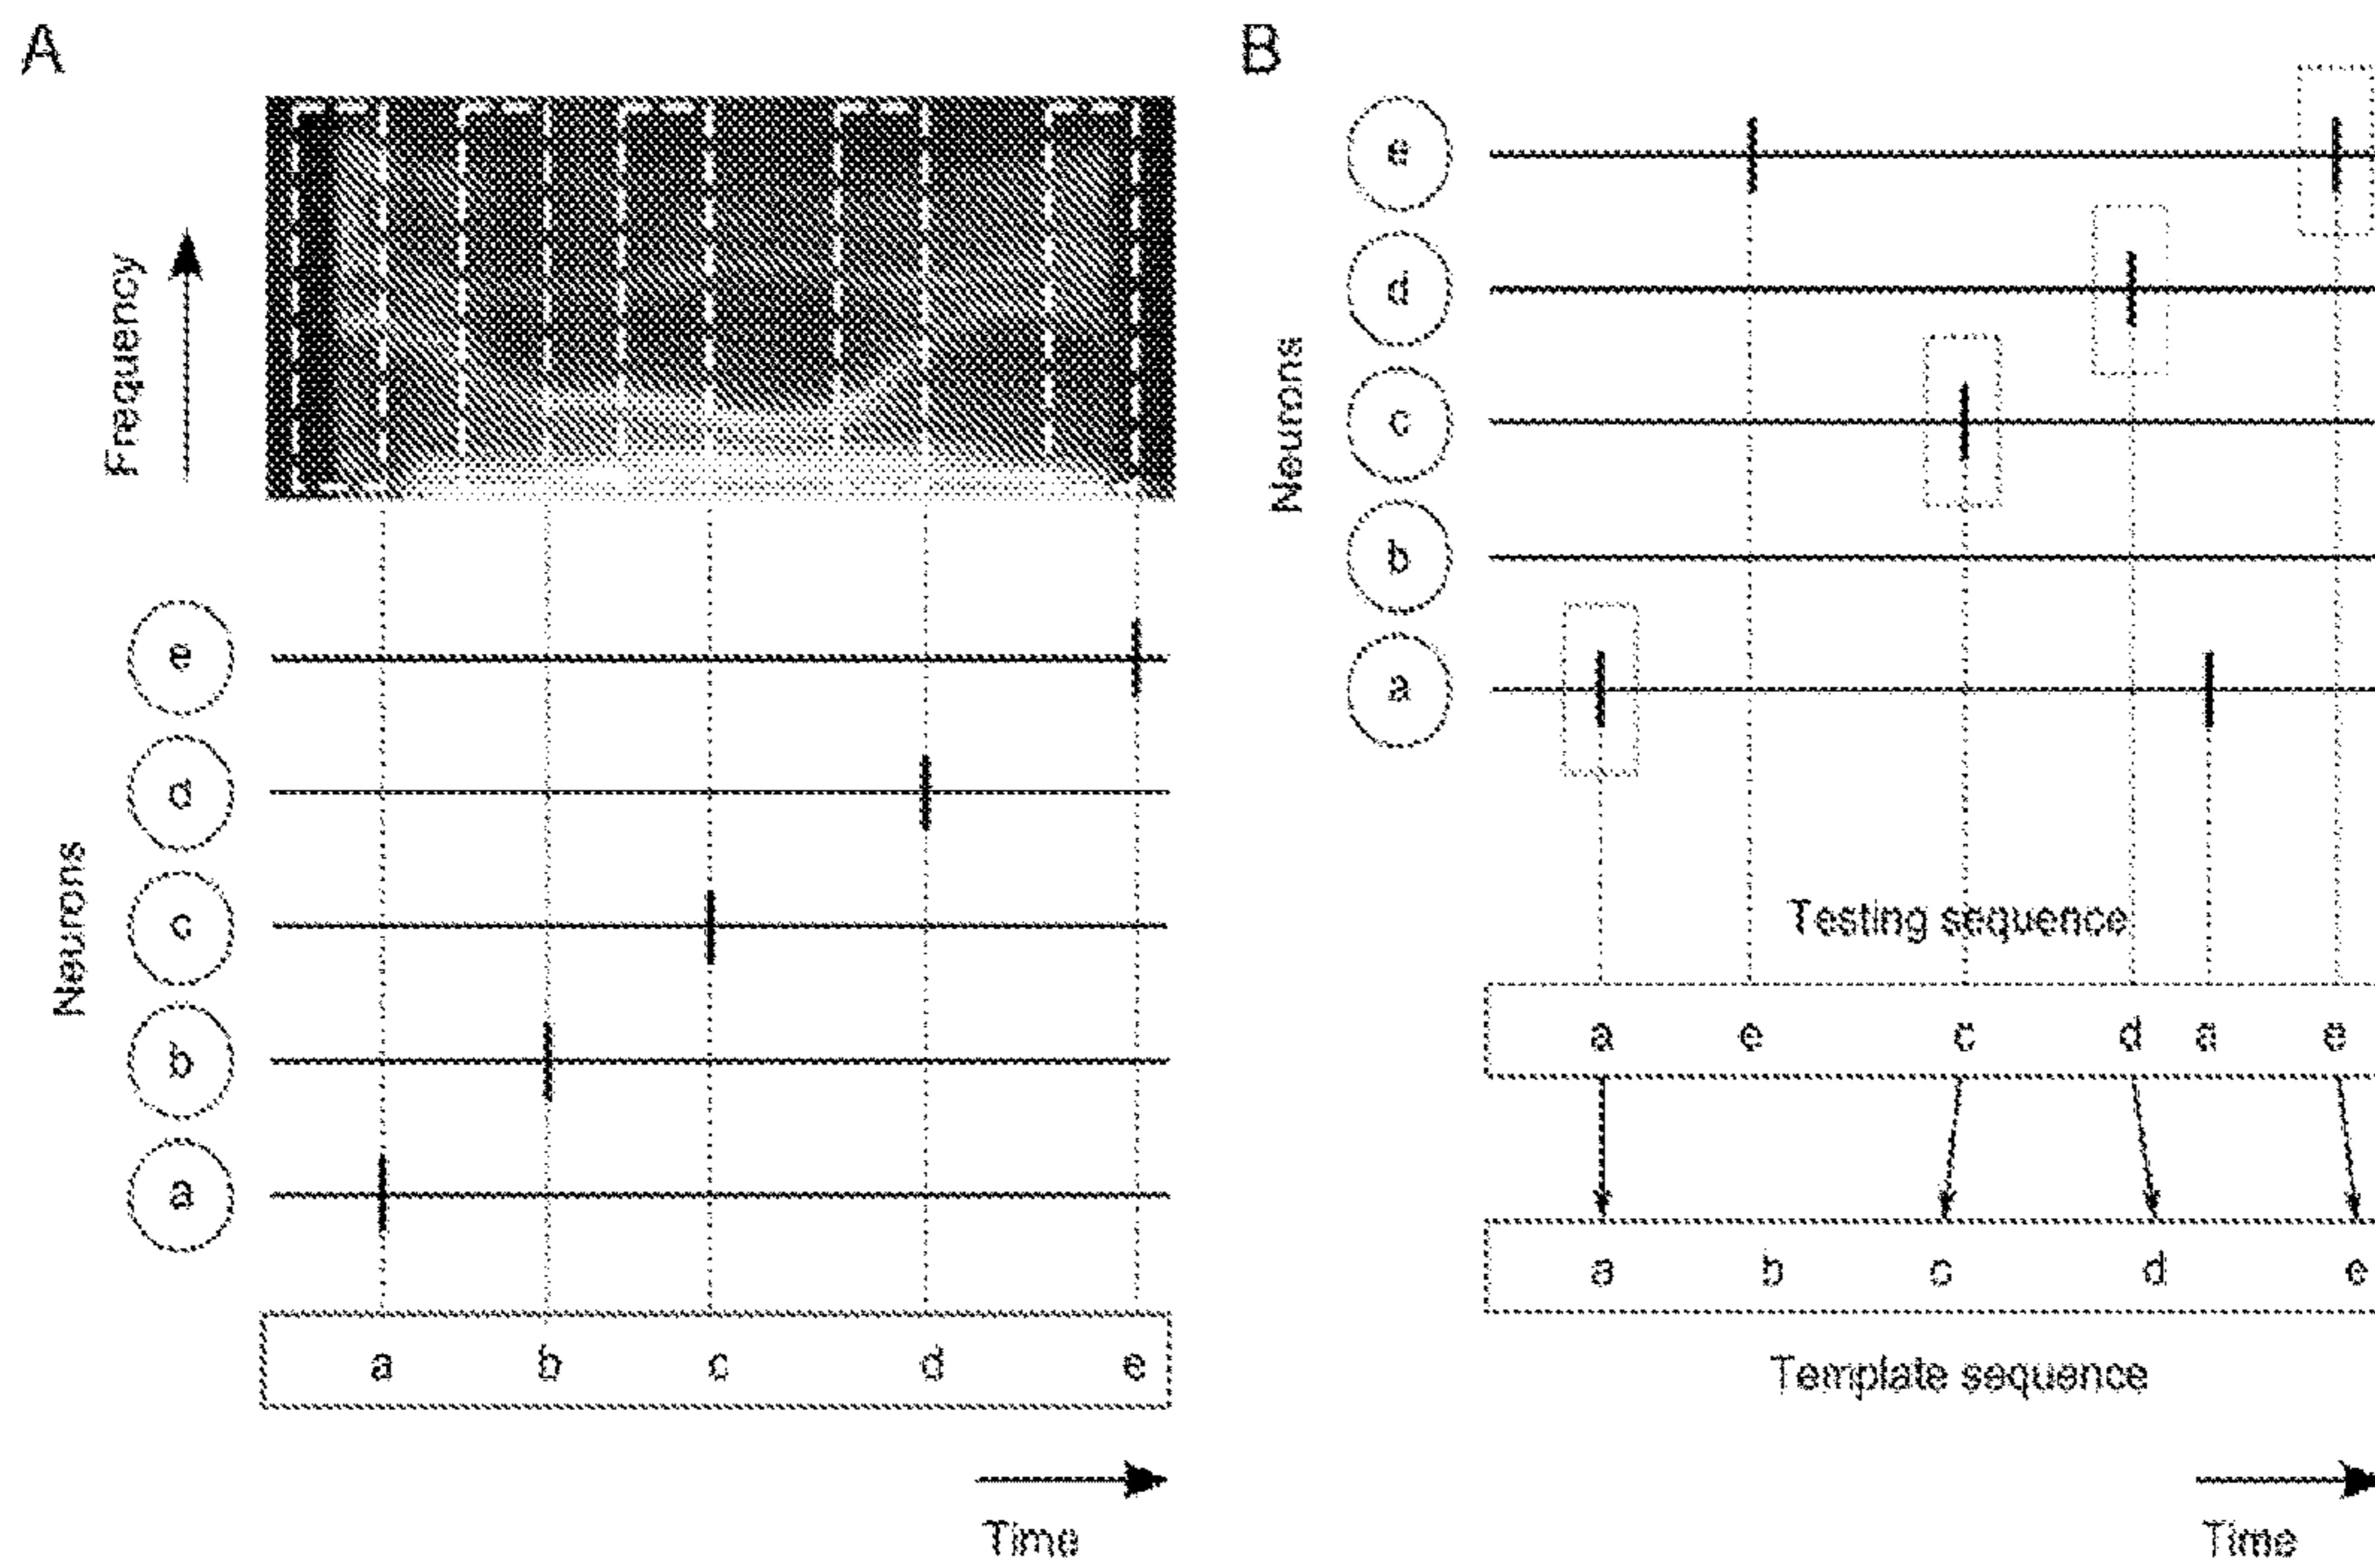 A
Frequency
Neurons
e
d
c
b
a
a b c d e
Time
B
Neurons
e
d
c
b
a
Testing sequence
a e c d a e
a b c d e
Template sequence
Time